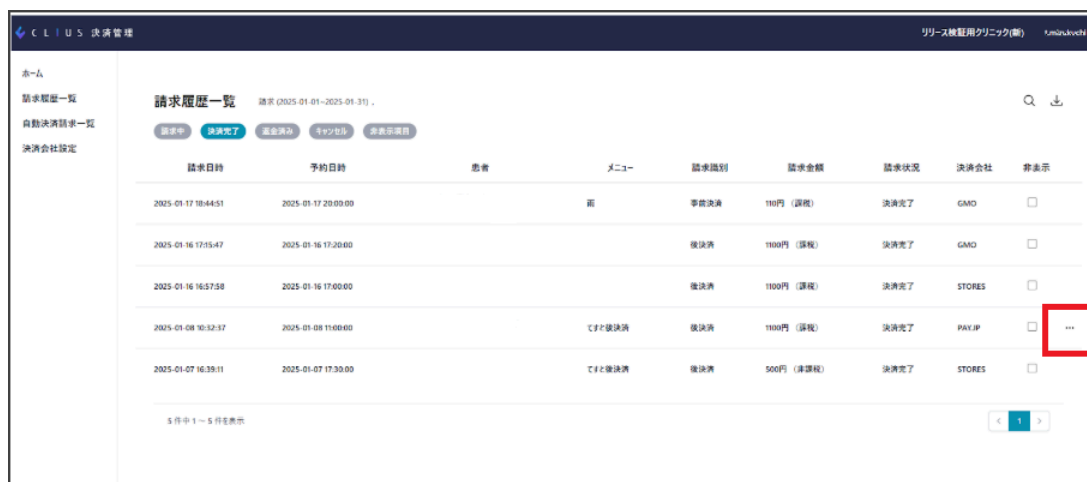 CLIUS 決済管理 リリース検証用クリニック(新)
ホーム
請求履歴一覧
自動決済請求一覧
決済会社設定
請求履歴一覧 請求 (2025-01-01~2025-01-31) 。
請求中 決済完了 返金済み キャンセル 非表示項目
請求日時 予約日時 患者 メニュー 請求識別 請求金額 請求状況 決済会社 非表示
2025-01-17 18:44:51 2025-01-17 20:00:00 事前決済 110円 (課税) 決済完了 GMO
2025-01-16 17:15:47 2025-01-16 17:20:00 後決済 1100円 (課税) 決済完了 GMO
2025-01-16 16:57:58 2025-01-16 17:00:00 後決済 1100円 (課税) 決済完了 STORES
2025-01-08 10:32:37 2025-01-08 11:00:00 てすと後決済 後決済 1100円 (課税) 決済完了 PAY.JP ...
2025-01-07 16:39:11 2025-01-07 17:30:00 てすと後決済 後決済 500円 (非課税) 決済完了 STORES
5 件中 1 ~ 5 件を表示 < 1 >